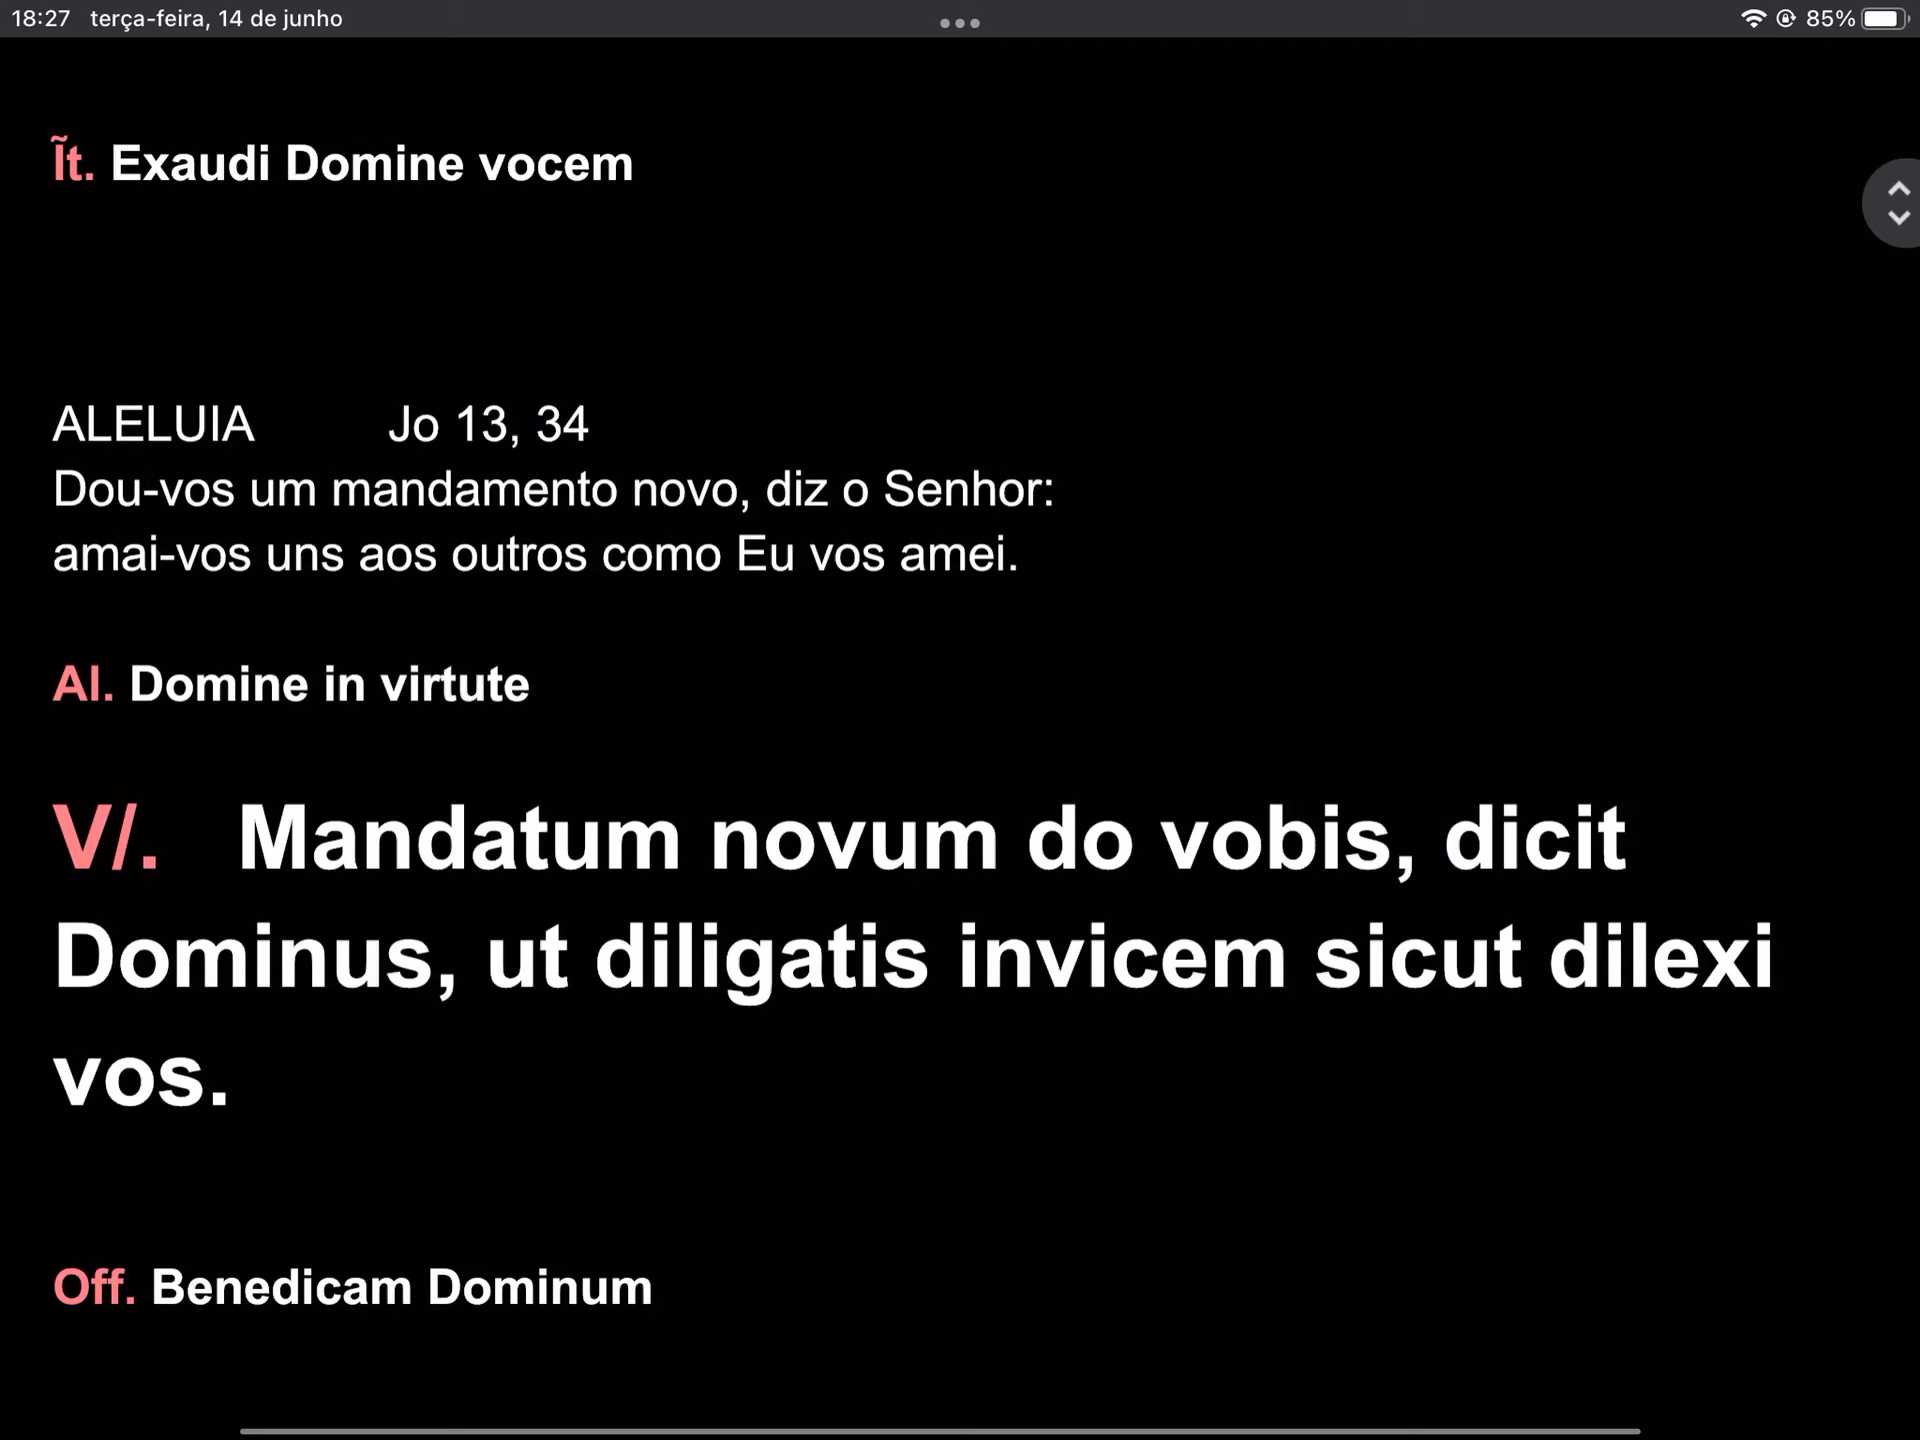 18:27 terça-feira, 14 de junho 85%
Ĩt. Exaudi Domine vocem
ALELUIA Jo 13, 34
Dou-vos um mandamento novo, diz o Senhor:
amai-vos uns aos outros como Eu vos amei.
Al. Domine in virtute
V/. Mandatum novum do vobis, dicit
Dominus, ut diligatis invicem sicut dilexi
vos.
Off. Benedicam Dominum